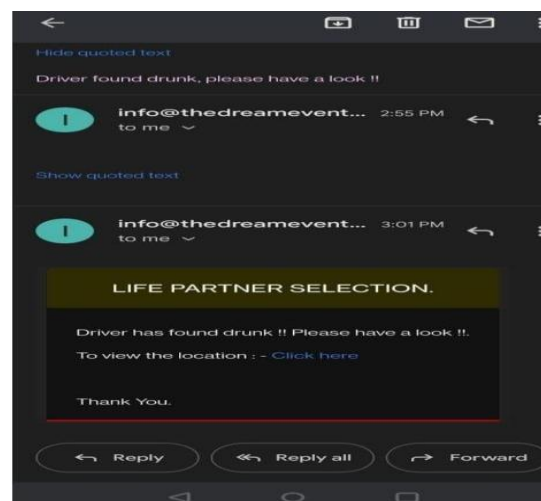 Hide quoted text
Driver found drunk, please have a look !!
I
info@thedreamevent... 2:55 PM
to me
Show quoted text
I
info@thedreamevent... 3:01 PM
to me
LIFE PARTNER SELECTION.
Driver has found drunk !! Please have a look !!.
To view the location : - Click here
Thank You.
Reply Reply all Forward